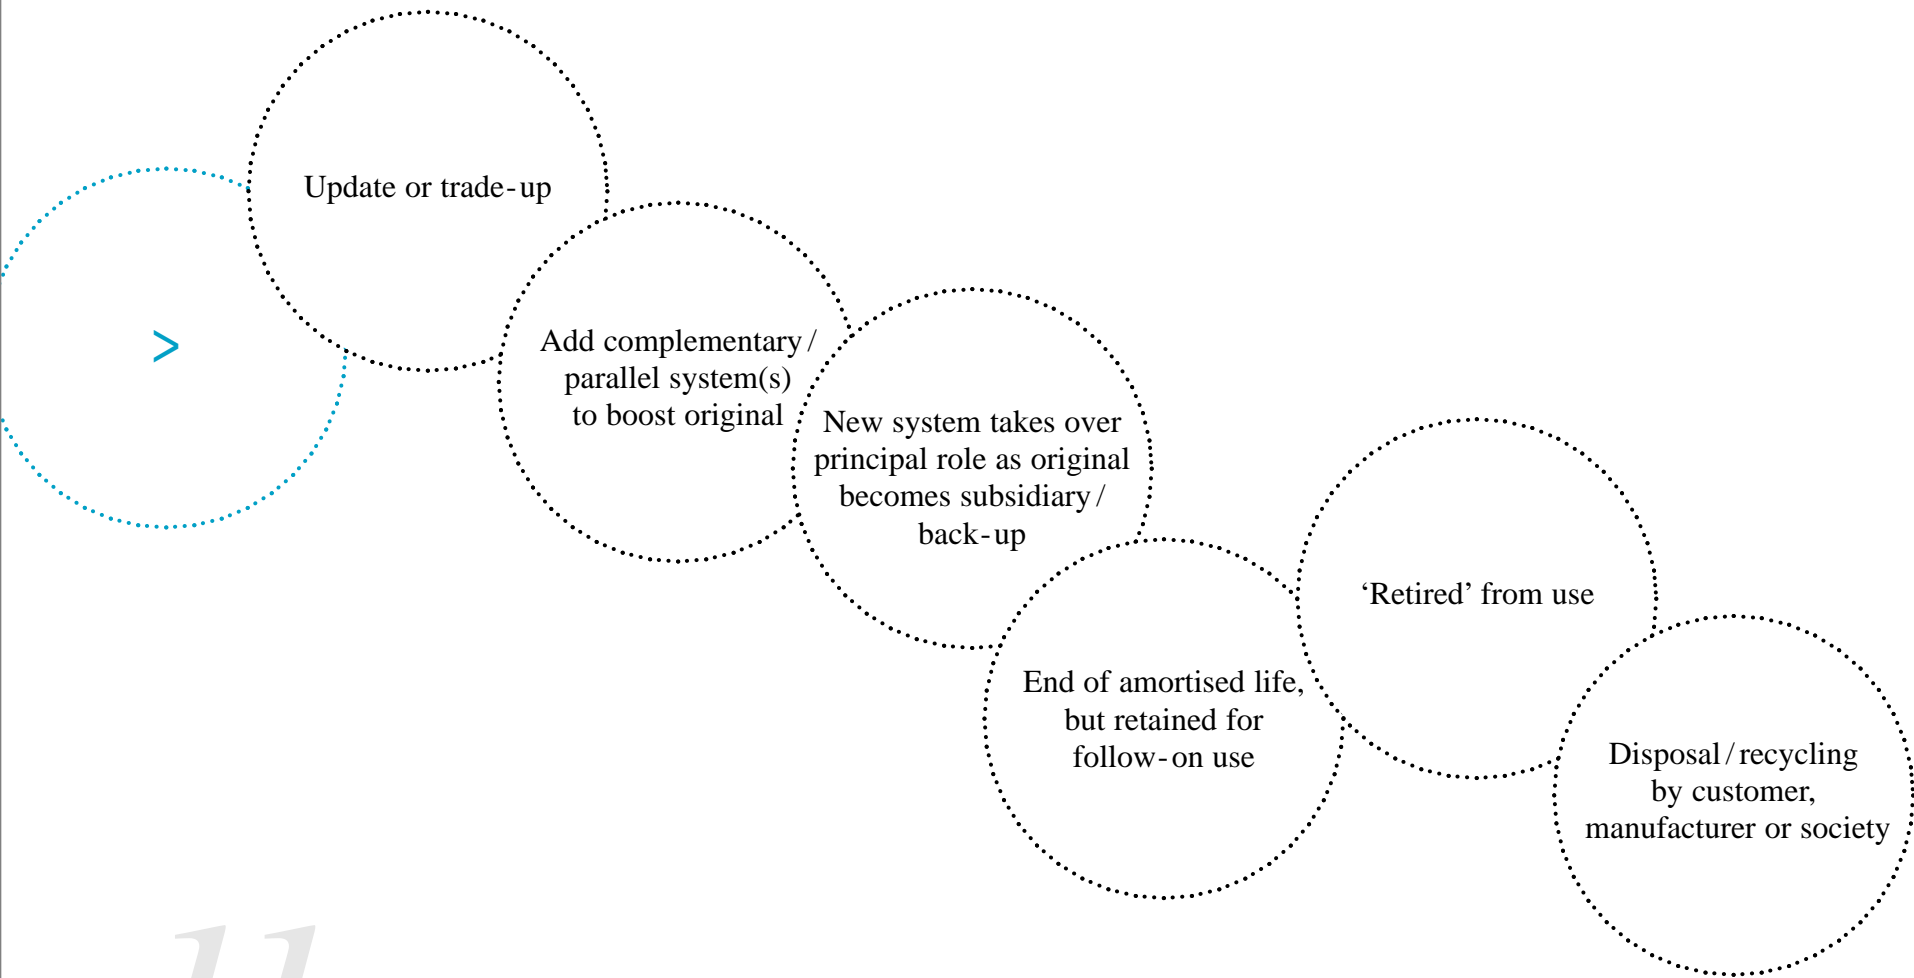 Update or trade-up
>
Add complementary/
parallel system(s)
to boost original
New system takes over
principal role as original
becomes subsidiary/
back-up
‘Retired’ from use
End of amortised life,
but retained for
follow-on use
Disposal/recycling
by customer,
manufacturer or society